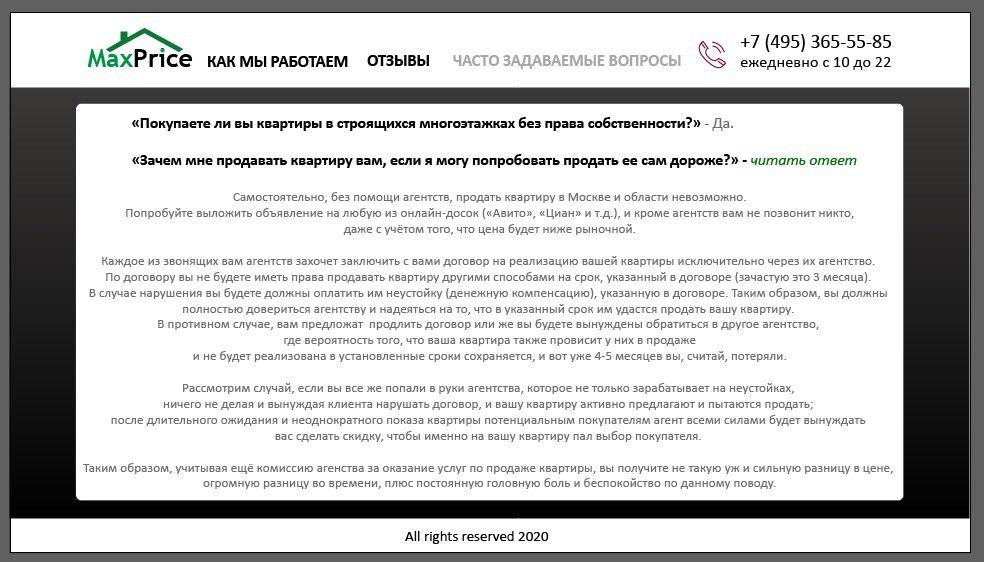 MaxPrice
КАК МЫ РАБОТАЕМ
ОТЗЫВЫ
ЧАСТО ЗАДАВАЕМЫЕ ВОПРОСЫ
+7 (495) 365-55-85
ежедневно с 10 до 22
«Покупаете ли вы квартиры в строящихся многоэтажках без права собственности?» - Да.
«Зачем мне продавать квартиру вам, если я могу попробовать продать ее сам дороже?» - читать ответ
Самостоятельно, без помощи агентств, продать квартиру в Москве и области невозможно.
Попробуйте выложить объявление на любую из онлайн-досок («Авито», «Циан» и т.д.), и кроме агентств вам не позвонит никто,
даже с учётом того, что цена будет ниже рыночной.
Каждое из звонящих вам агентств захочет заключить с вами договор на реализацию вашей квартиры исключительно через их агентство.
По договору вы не будете иметь права продавать квартиру другими способами на срок, указанный в договоре (зачастую это 3 месяца).
В случае нарушения вы будете должны оплатить им неустойку (денежную компенсацию), указанную в договоре. Таким образом, вы должны
полностью довериться агентству и надеяться на то, что в указанный срок им удастся продать вашу квартиру.
В противном случае, вам предложат продлить договор или же вы будете вынуждены обратиться в другое агентство,
где вероятность того, что ваша квартира также провисит у них в продаже
и не будет реализована в установленные сроки сохраняется, и вот уже 4-5 месяцев вы, считай, потеряли.
Рассмотрим случай, если вы все же попали в руки агентства, которое не только зарабатывает на неустойках,
ничего не делая и вынуждая клиента нарушать договор, и вашу квартиру активно предлагают и пытаются продать;
после длительного ожидания и неоднократного показа квартиры потенциальным покупателям агент всеми силами будет вынуждать
вас сделать скидку, чтобы именно на вашу квартиру пал выбор покупателя.
Таким образом, учитывая ещё комиссию агенства за оказание услуг по продаже квартиры, вы получите не такую уж и сильную разницу в цене,
огромную разницу во времени, плюс постоянную головную боль и беспокойство по данному поводу.
All rights reserved 2020